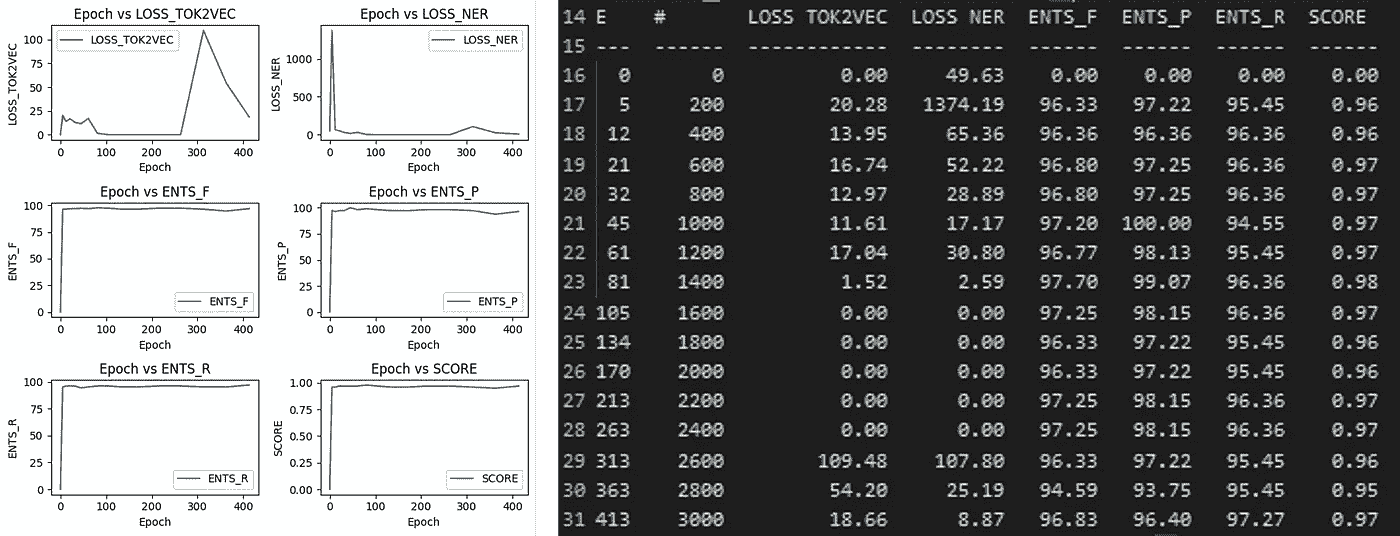 Epoch vs LOSS_TOK2VEC
LOSS_TOK2VEC
LOSS_TOK2VEC
100
75
50
25
0
0 100 200 300 400
Epoch
Epoch vs LOSS_NER
LOSS_NER
LOSS_NER
1000
500
0
0 100 200 300 400
Epoch
Epoch vs ENTS_F
ENTS_F
100
75
50
25
0
ENTS_F
0 100 200 300 400
Epoch
Epoch vs ENTS_P
ENTS_P
100
75
50
25
0
ENTS_P
0 100 200 300 400
Epoch
Epoch vs ENTS_R
ENTS_R
100
75
50
25
0
ENTS_R
0 100 200 300 400
Epoch
Epoch vs SCORE
SCORE
1.00
0.75
0.50
0.25
0.00
SCORE
0 100 200 300 400
Epoch
14 E # LOSS TOK2VEC LOSS NER ENTS_F ENTS_P ENTS_R SCORE
15 --- ------ ------------ -------- ------ ------ ------ ------
16 0 0 0.00 49.63 0.00 0.00 0.00 0.00
17 5 200 20.28 1374.19 96.33 97.22 95.45 0.96
18 12 400 13.95 65.36 96.36 96.36 96.36 0.96
19 21 600 16.74 52.22 96.80 97.25 96.36 0.97
20 32 800 12.97 28.89 96.80 97.25 96.36 0.97
21 45 1000 11.61 17.17 97.20 100.00 94.55 0.97
22 61 1200 17.04 30.80 96.77 98.13 95.45 0.97
23 81 1400 1.52 2.59 97.70 99.07 96.36 0.98
24 105 1600 0.00 0.00 97.25 98.15 96.36 0.97
25 134 1800 0.00 0.00 96.33 97.22 95.45 0.96
26 170 2000 0.00 0.00 96.33 97.22 95.45 0.96
27 213 2200 0.00 0.00 97.25 98.15 96.36 0.97
28 263 2400 0.00 0.00 97.25 98.15 96.36 0.97
29 313 2600 109.48 107.80 96.33 97.22 95.45 0.96
30 363 2800 54.20 25.19 94.59 93.75 95.45 0.95
31 413 3000 18.66 8.87 96.83 96.40 97.27 0.97